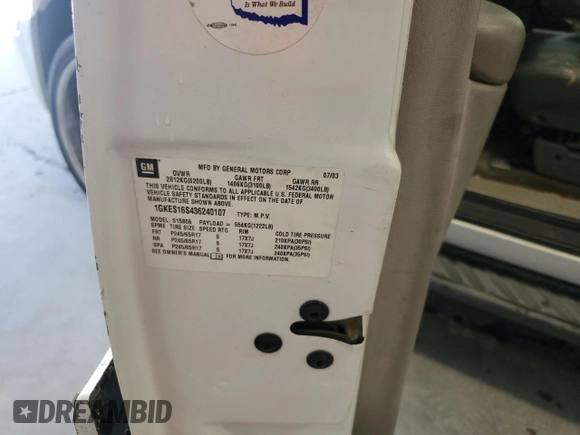 Is What We Build
GM
MFD BY GENERAL MOTORS CORP 07/03
GVWR GAWR FRT GAWR RR
2812KG(6200LB) 1406KG(3100LB) 1542KG(3400LB)
THIS VEHICLE CONFORMS TO ALL APPLICABLE U.S. FEDERAL MOTOR
VEHICLE SAFETY STANDARDS IN EFFECT ON THE DATE OF
MANUFACTURE SHOWN ABOVE.
1GKES16S436240107 TYPE: M.P.V.
MODEL: S15806 PAYLOAD = 554KG(1222LB)
TIRE SIZE SPEED RTG RIM COLD TIRE PRESSURE
FRT P245/65R17 S 17X7J 210KPA(30PSI)
RR P245/65R17 S 17X7J 240KPA(35PSI)
SPA P245/65R17 S 17X7J 240KPA(35PSI)
SEE OWNER'S MANUAL FOR MORE INFORMATION.
DREAMBID